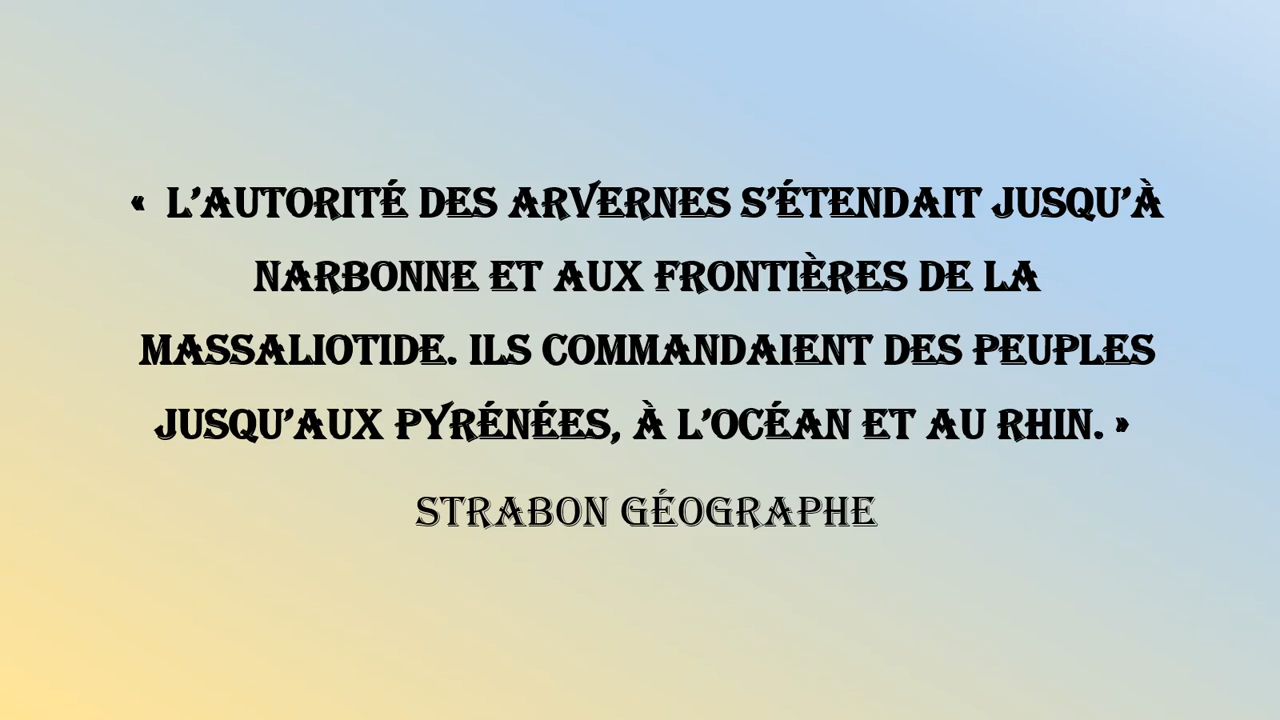 «  L’AUTORITÉ DES ARVERNES S’ÉTENDAIT JUSQU’À
NARBONNE ET AUX FRONTIÈRES DE LA
MASSALIOTIDE. ILS COMMANDAIENT DES PEUPLES
JUSQU’AUX PYRÉNÉES, À L’OCÉAN ET AU RHIN. »
STRABON GÉOGRAPHE